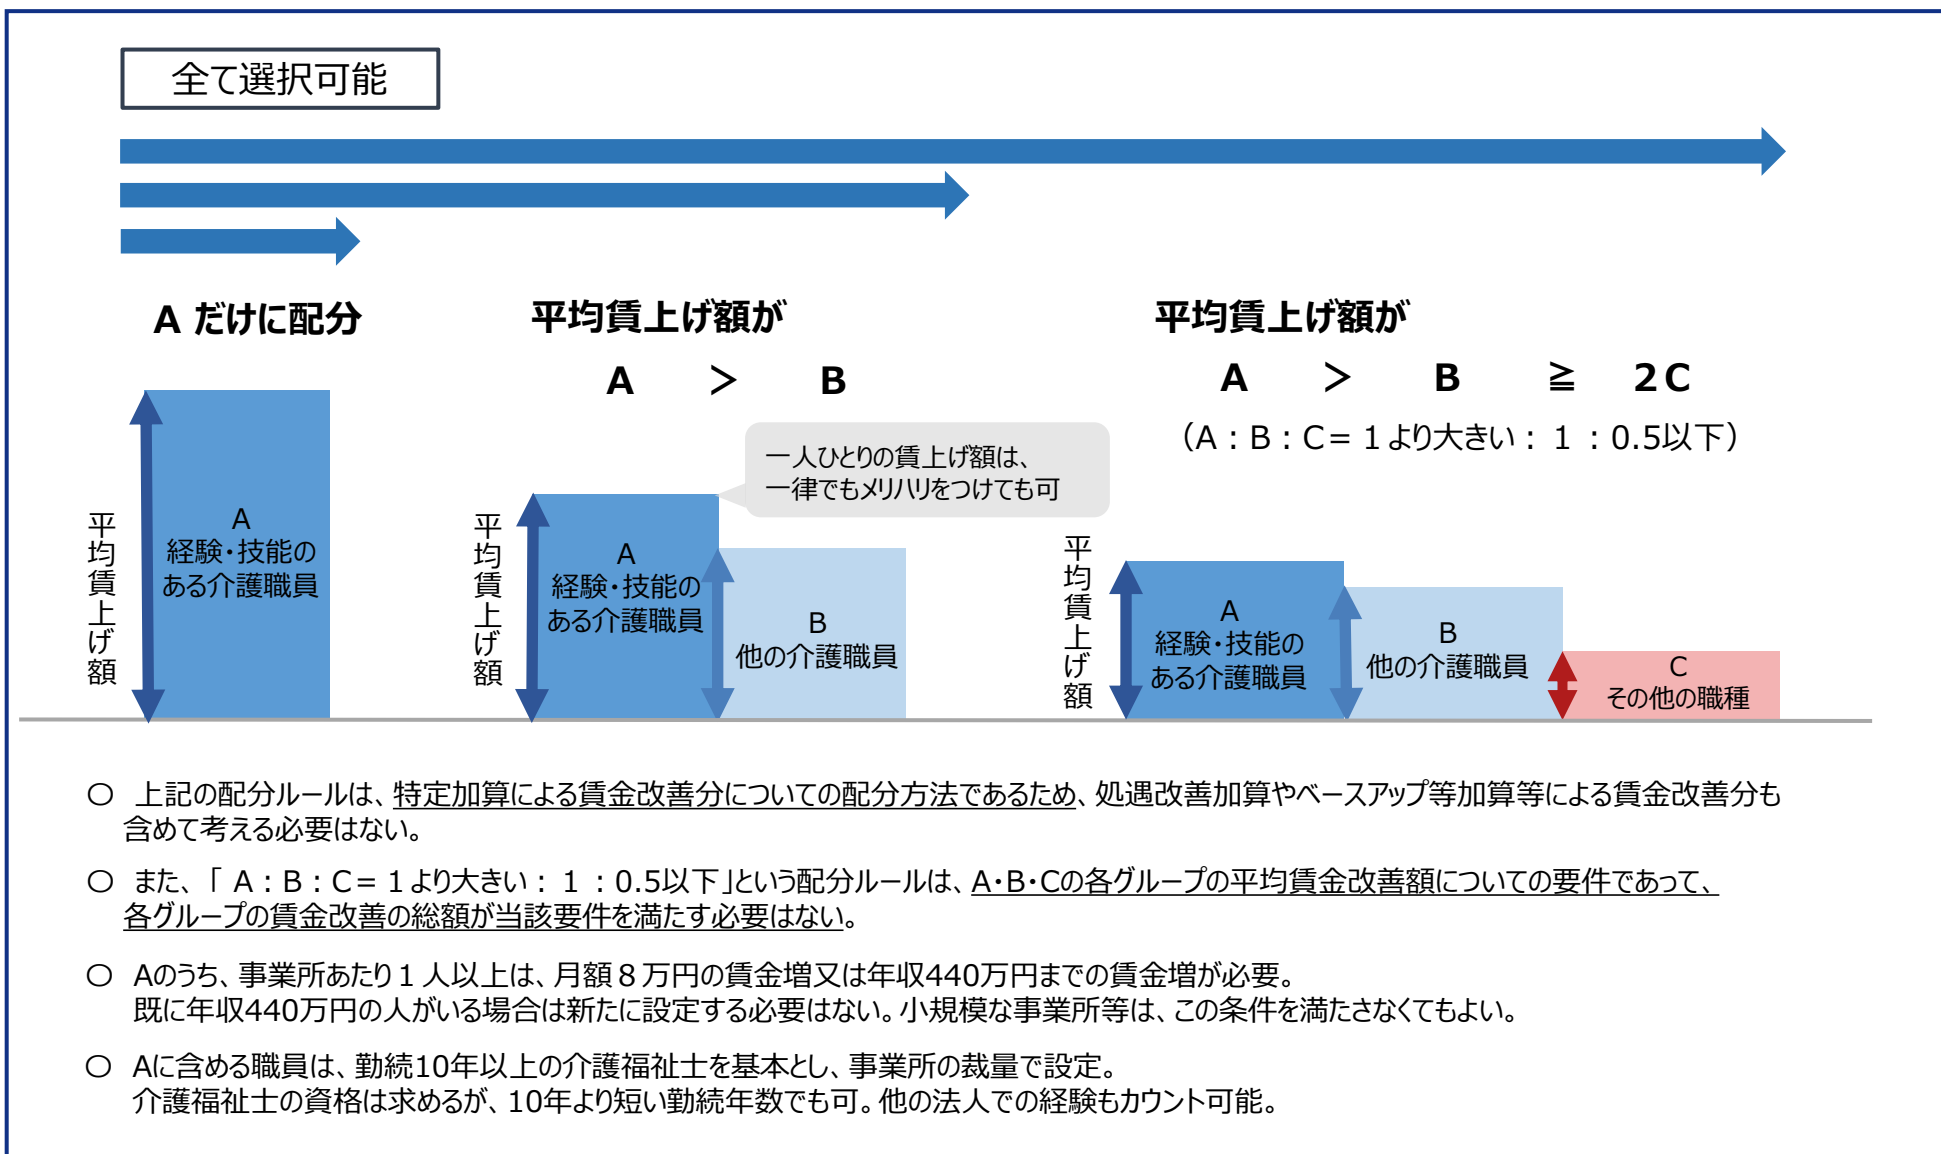 全て選択可能
A だけに配分
平均賃上げ額が
A ＞ B
平均賃上げ額が
A ＞ B ≧ 2C
（A：B：C＝１より大きい：１：0.5以下）
一人ひとりの賃上げ額は、
一律でもメリハリをつけても可
平均賃上げ額
A
経験・技能の
ある介護職員
平均賃上げ額
A
経験・技能の
ある介護職員
B
他の介護職員
平均賃上げ額
A
経験・技能の
ある介護職員
B
他の介護職員
C
その他の職種
○ 上記の配分ルールは、特定加算による賃金改善分についての配分方法であるため、処遇改善加算やベースアップ等加算等による賃金改善分も
含めて考える必要はない。
○ また、「 A：B：C＝１より大きい：１：0.5以下」という配分ルールは、A・B・Cの各グループの平均賃金改善額についての要件であって、
各グループの賃金改善の総額が当該要件を満たす必要はない。
○ Aのうち、事業所あたり１人以上は、月額８万円の賃金増又は年収440万円までの賃金増が必要。
既に年収440万円の人がいる場合は新たに設定する必要はない。小規模な事業所等は、この条件を満たさなくてもよい。
○ Aに含める職員は、勤続10年以上の介護福祉士を基本とし、事業所の裁量で設定。
介護福祉士の資格は求めるが、10年より短い勤続年数でも可。他の法人での経験もカウント可能。